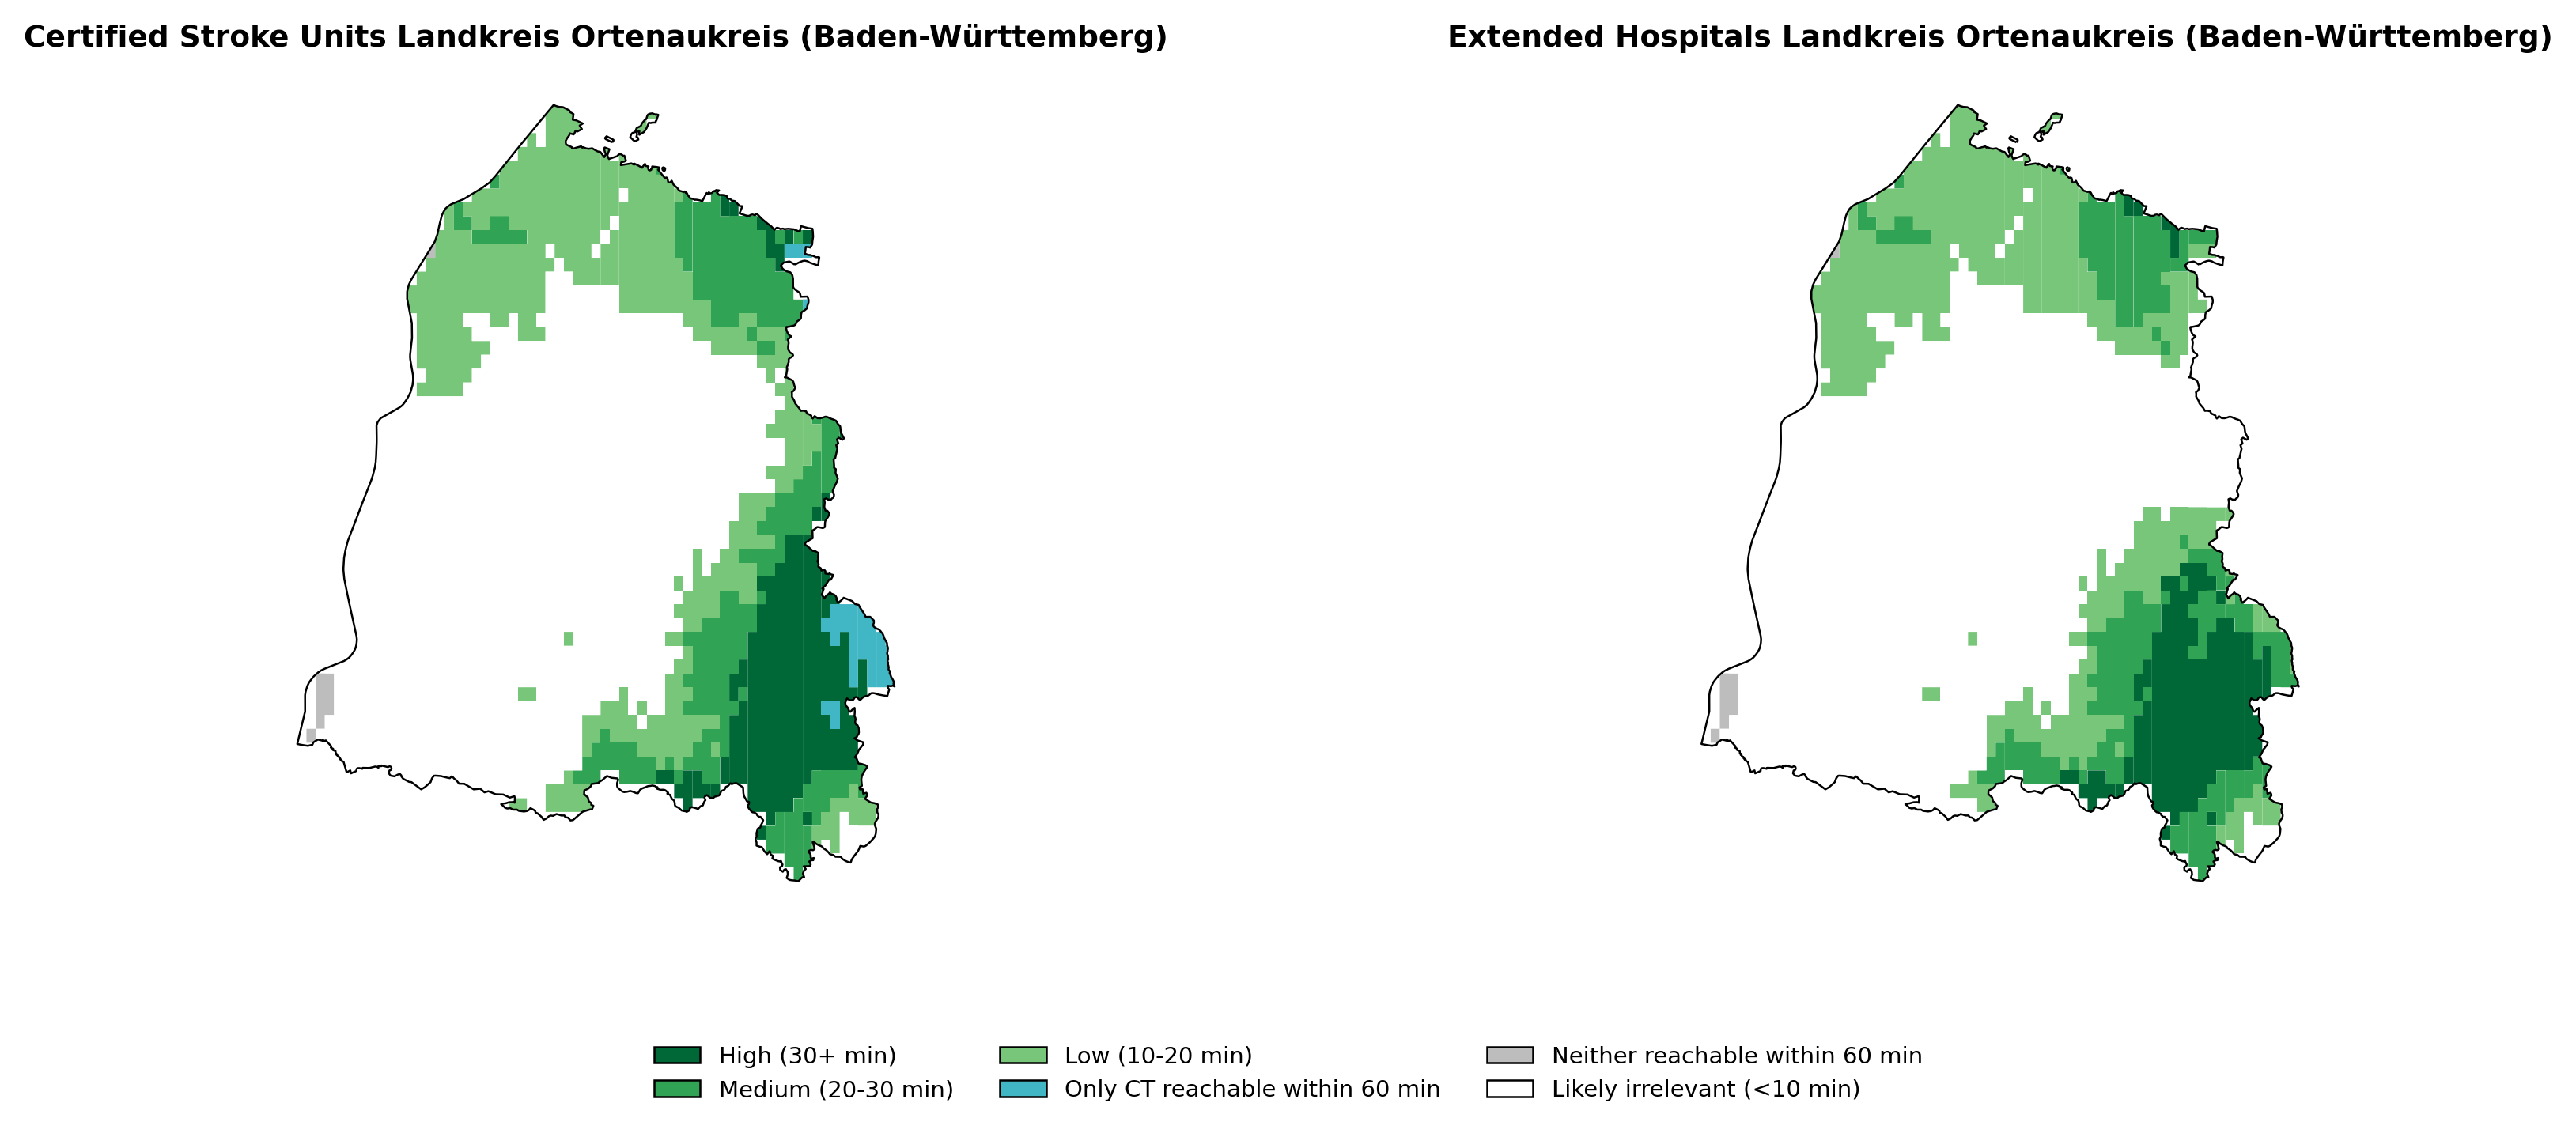 Certified Stroke Units Landkreis Ortenaukreis (Baden-Württemberg)
Extended Hospitals Landkreis Ortenaukreis (Baden-Württemberg)
High (30+ min)
Medium (20-30 min)
Low (10-20 min)
Only CT reachable within 60 min
Neither reachable within 60 min
Likely irrelevant (<10 min)